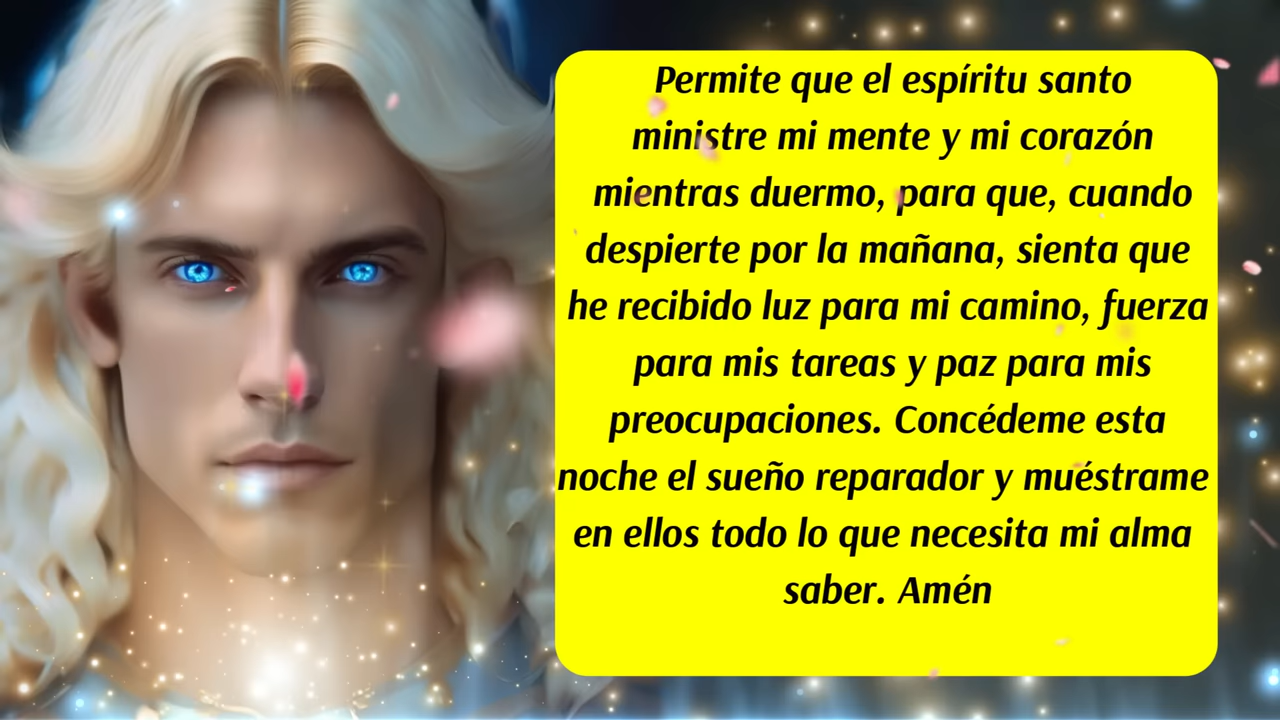 Permite que el espíritu santo
ministre mi mente y mi corazón
mientras duermo, para que, cuando
despierte por la mañana, sienta que
he recibido luz para mi camino, fuerza
para mis tareas y paz para mis
preocupaciones. Concédeme esta
noche el sueño reparador y muéstrame
en ellos todo lo que necesita mi alma
saber. Amén